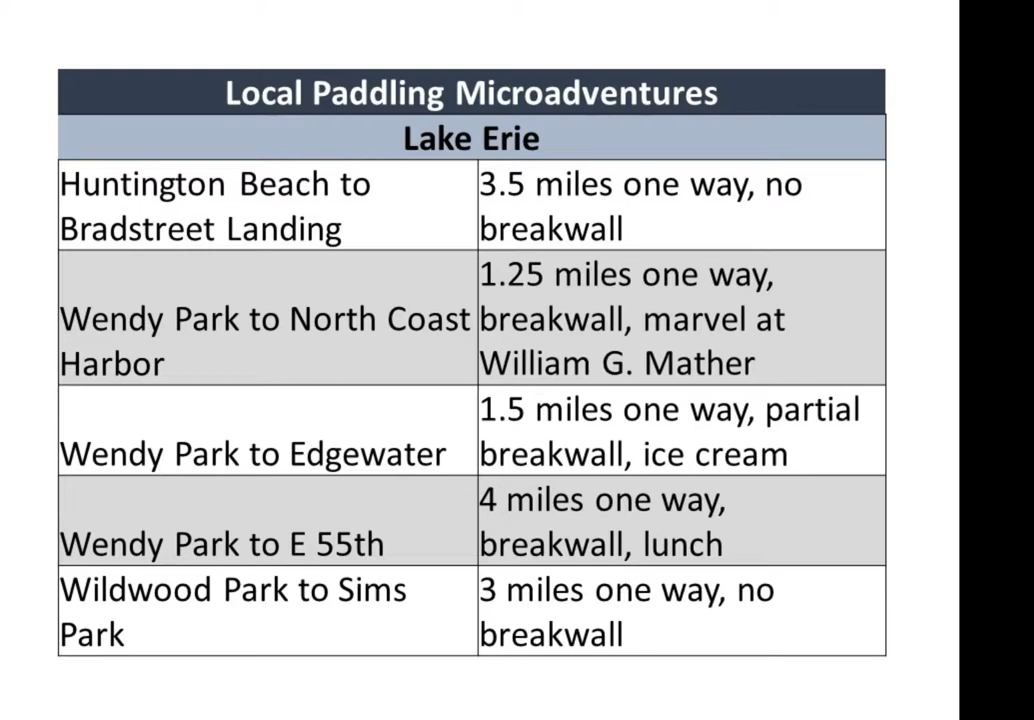 Local Paddling Microadventures
Lake Erie
Huntington Beach to
Bradstreet Landing
3.5 miles one way, no
breakwall
Wendy Park to North Coast
Harbor
1.25 miles one way,
breakwall, marvel at
William G. Mather
Wendy Park to Edgewater
1.5 miles one way, partial
breakwall, ice cream
Wendy Park to E 55th
4 miles one way,
breakwall, lunch
Wildwood Park to Sims
Park
3 miles one way, no
breakwall